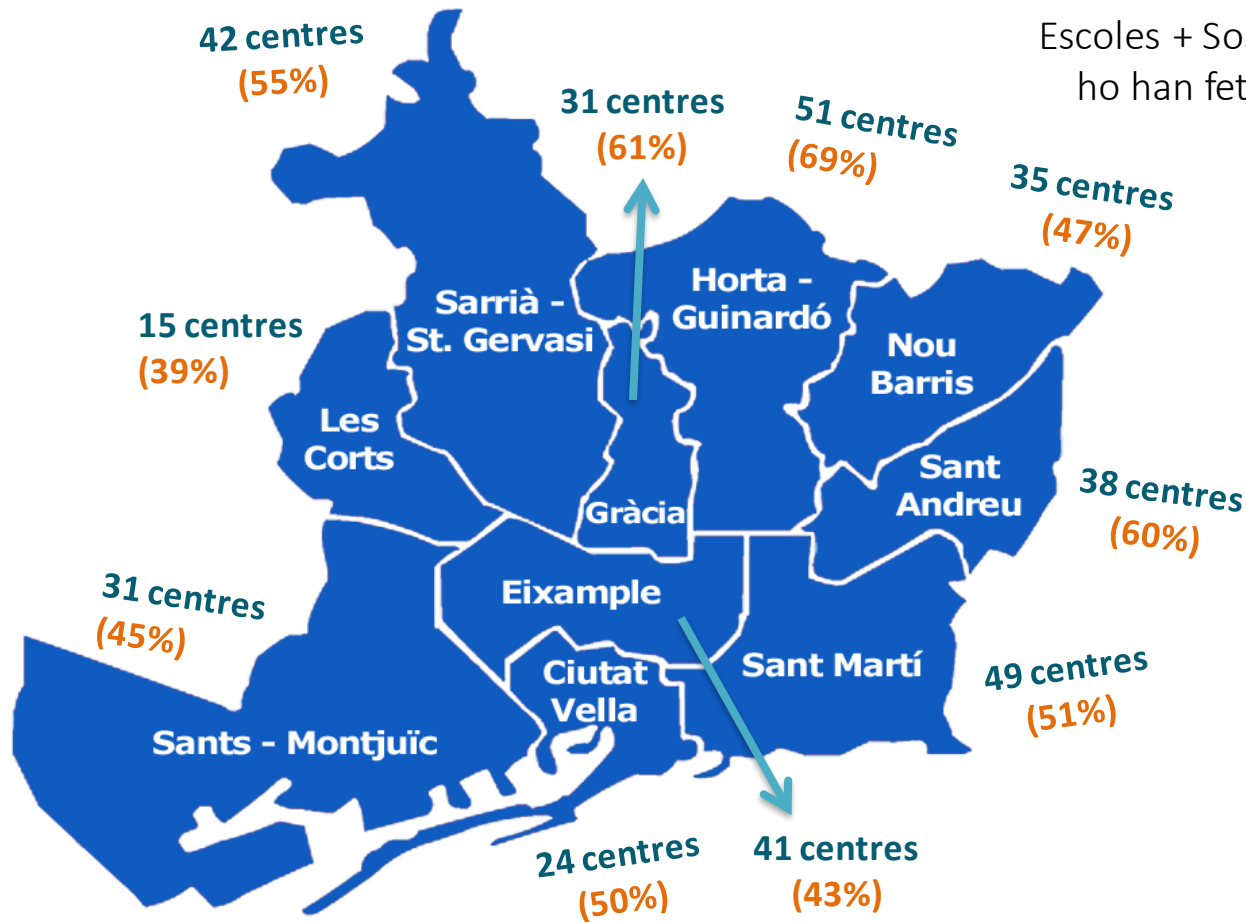 42 centres
(55%)
Escoles +
ho han fet
31 centres
(61%)
51 centres
(69%)
35 centres
(47%)
15 centres
(39%)
Sarrià -
St. Gervasi
Horta -
Guinardó
Nou
Barris
Les
Corts
Gràcia
Sant
Andreu
38 centres
(60%)
31 centres
(45%)
Eixample
Ciutat
Vella
Sant Martí
49 centres
(51%)
Sants - Montjuïc
24 centres
(50%)
41 centres
(43%)